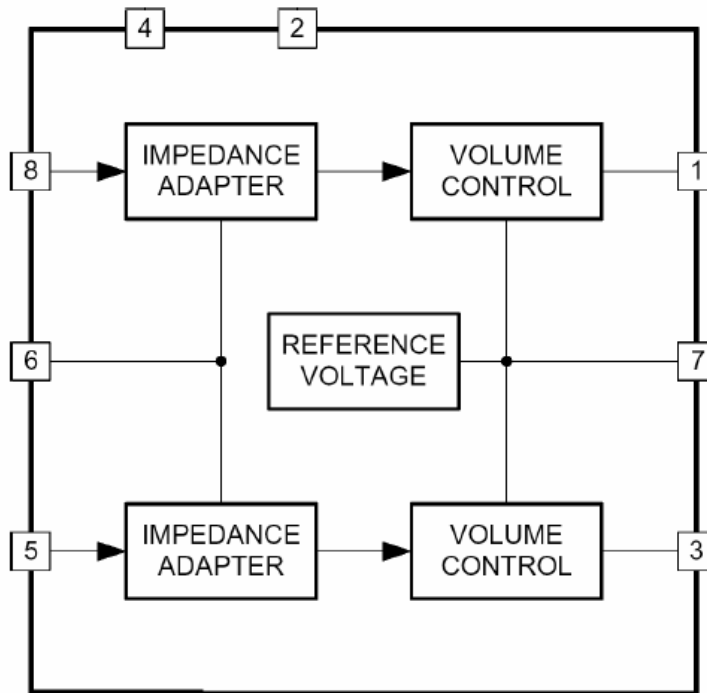 4
2
8
IMPEDANCE
ADAPTER
VOLUME
CONTROL
1
6
REFERENCE
VOLTAGE
7
5
IMPEDANCE
ADAPTER
VOLUME
CONTROL
3